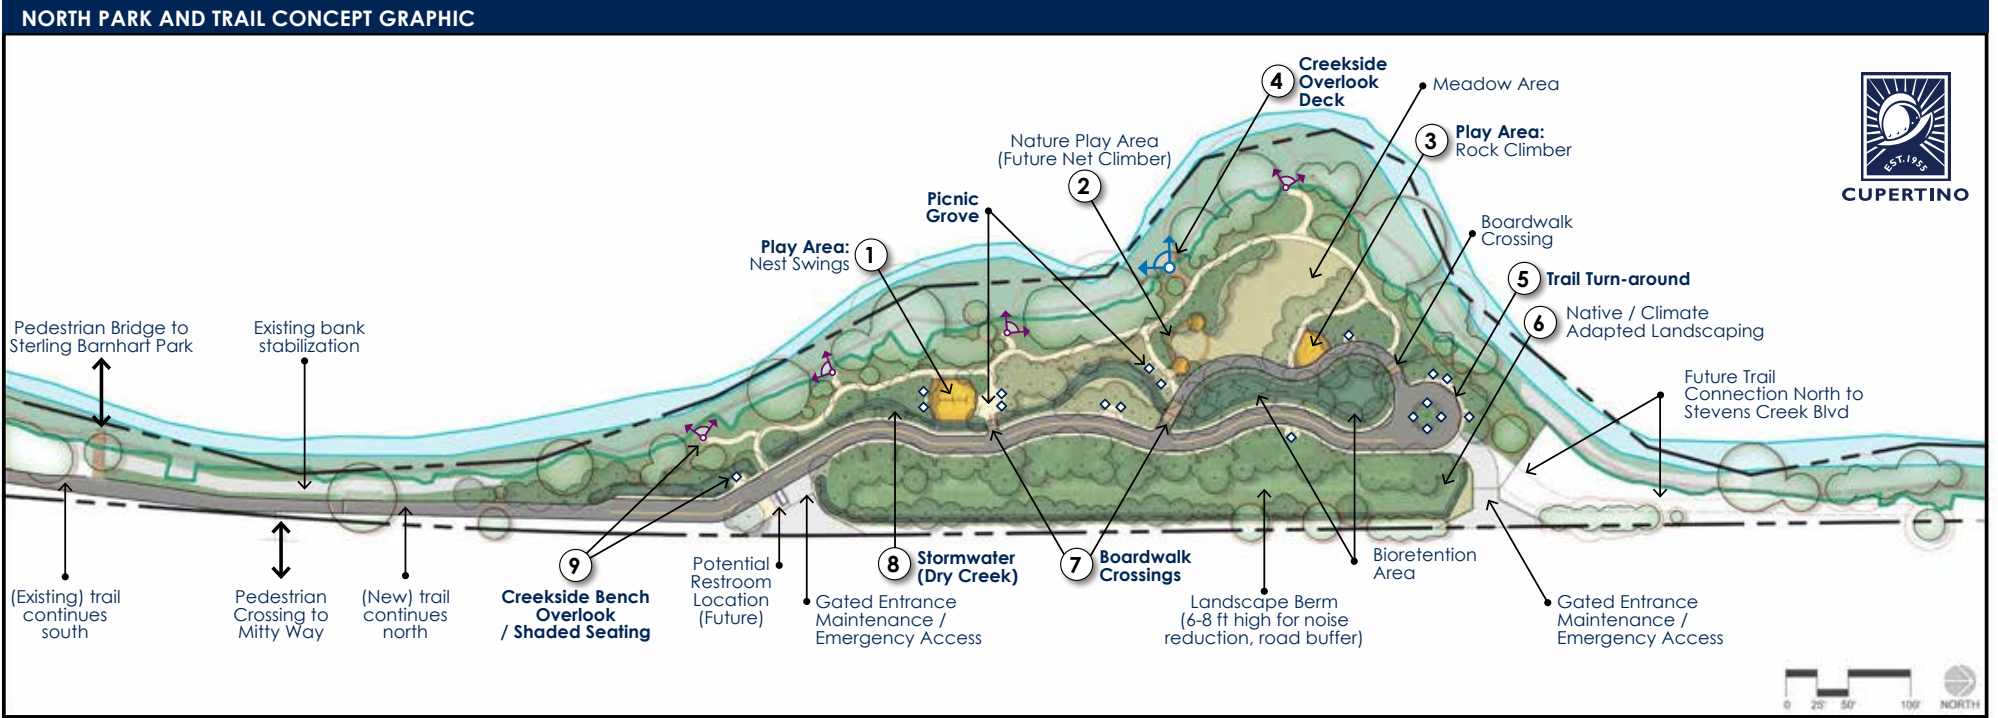 NORTH PARK AND TRAIL CONCEPT GRAPHIC
4
Creekside
Overlook
Deck
Meadow Area
3
Play Area:
Rock Climber
Nature Play Area
(Future Net Climber)
2
EST. 1955
CUPERTINO
Picnic
Grove
Boardwalk
Crossing
Play Area:
Nest Swings
1
5
Trail Turn-around
6
Native / Climate
Adapted Landscaping
Pedestrian Bridge to
Sterling Barnhart Park
Existing bank
stabilization
Future Trail
Connection North to
Stevens Creek Blvd
(Existing) trail
continues
south
Pedestrian
Crossing to
Mitty Way
(New) trail
continues
north
9
Creekside Bench
Overlook
/ Shaded Seating
Potential
Restroom
Location
(Future)
Gated Entrance
Maintenance /
Emergency Access
8
Stormwater
(Dry Creek)
7
Boardwalk
Crossings
Landscape Berm
(6-8 ft high for noise
reduction, road buffer)
Bioretention
Area
Gated Entrance
Maintenance /
Emergency Access
0 25' 50' 100'
NORTH